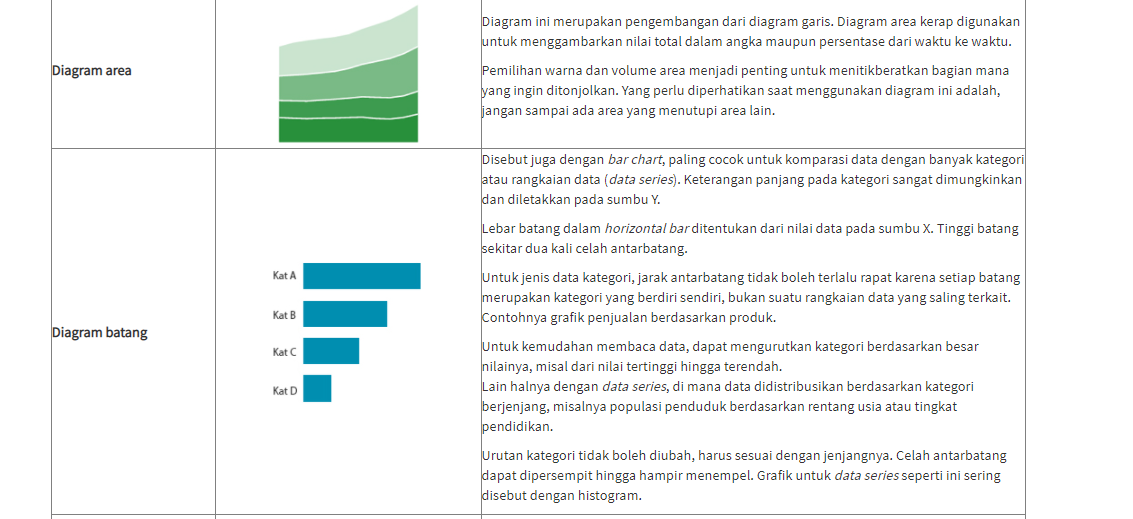 Diagram area
Diagram ini merupakan pengembangan dari diagram garis. Diagram area kerap digunakan
untuk menggambarkan nilai total dalam angka maupun persentase dari waktu ke waktu.
Pemilihan warna dan volume area menjadi penting untuk menitikberatkan bagian mana
yang ingin ditonjolkan. Yang perlu diperhatikan saat menggunakan diagram ini adalah,
jangan sampai ada area yang menutupi area lain.
Diagram batang
Kat A
Kat B
Kat C
Kat D
Disebut juga dengan bar chart, paling cocok untuk komparasi data dengan banyak kategori
atau rangkaian data (data series). Keterangan panjang pada kategori sangat dimungkinkan
dan diletakkan pada sumbu Y.
Lebar batang dalam horizontal bar ditentukan dari nilai data pada sumbu X. Tinggi batang
sekitar dua kali celah antarbatang.
Untuk jenis data kategori, jarak antarbatang tidak boleh terlalu rapat karena setiap batang
merupakan kategori yang berdiri sendiri, bukan suatu rangkaian data yang saling terkait.
Contohnya grafik penjualan berdasarkan produk.
Untuk kemudahan membaca data, dapat mengurutkan kategori berdasarkan besar
nilainya, misal dari nilai tertinggi hingga terendah.
Lain halnya dengan data series, di mana data didistribusikan berdasarkan kategori
berjenjang, misalnya populasi penduduk berdasarkan rentang usia atau tingkat
pendidikan.
Urutan kategori tidak boleh diubah, harus sesuai dengan jenjangnya. Celah antarbatang
dapat dipersempit hingga hampir menempel. Grafik untuk data series seperti ini sering
disebut dengan histogram.